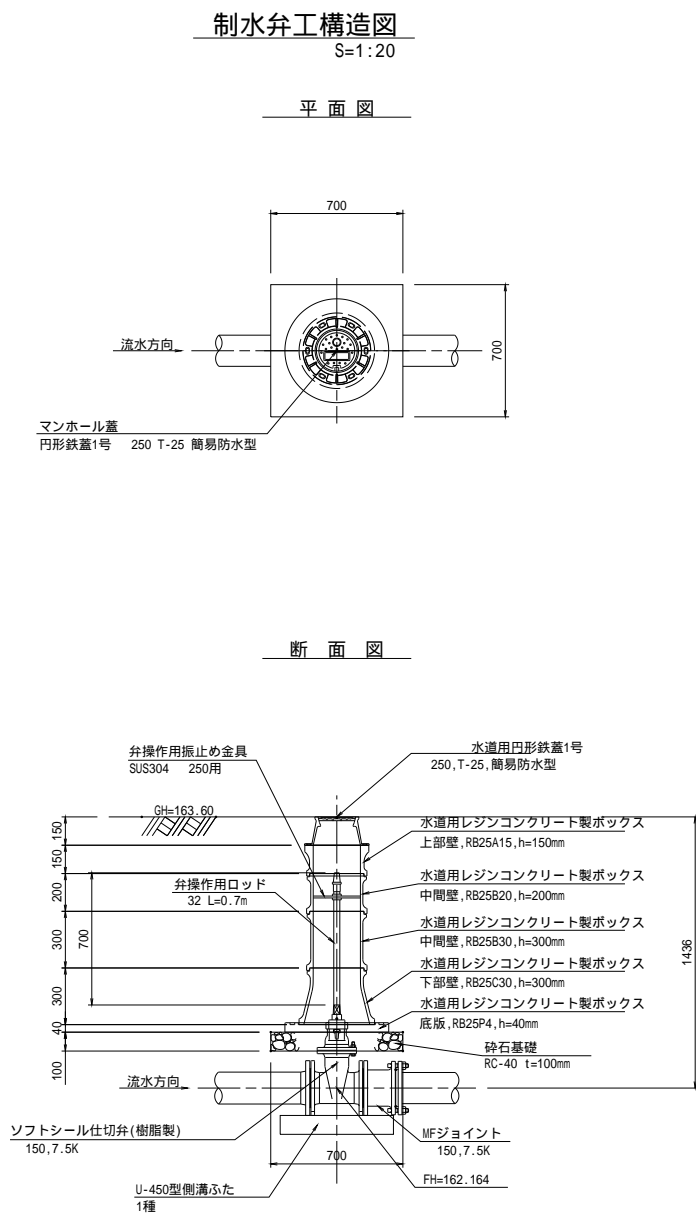 制水弁工構造図
S=1:20
平面図
700
700
流水方向
マンホール蓋
円形鉄蓋1号 250 T-25 簡易防水型
断面図
弁操作用振止め金具
SUS304 250用
水道用円形鉄蓋1号
250,T-25,簡易防水型
GH=163.60
150
150
200
300
300
40
100
700
弁操作用ロッド
32 L=0.7m
水道用レジンコンクリート製ボックス
上部壁,RB25A15,h=150mm
水道用レジンコンクリート製ボックス
中間壁,RB25B20,h=200mm
水道用レジンコンクリート製ボックス
中間壁,RB25B30,h=300mm
水道用レジンコンクリート製ボックス
下部壁,RB25C30,h=300mm
水道用レジンコンクリート製ボックス
底版,RB25P4,h=40mm
砕石基礎
RC-40 t=100mm
1436
流水方向
ソフトシール仕切弁(樹脂製)
150,7.5K
MFジョイント
150,7.5K
700
FH=162.164
U-450型側溝ふた
1種